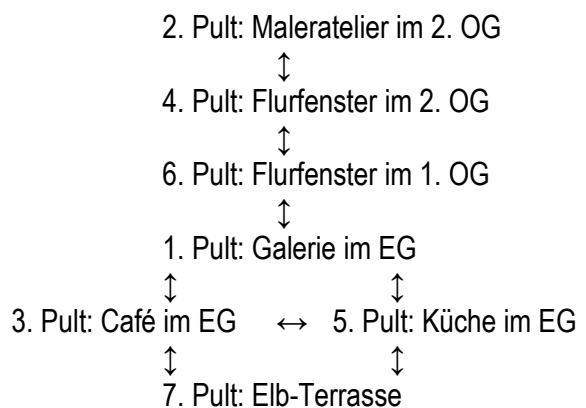 2. Pult: Maleratelier im 2. OG
↕
4. Pult: Flurfenster im 2. OG
↕
6. Pult: Flurfenster im 1. OG
↕
1. Pult: Galerie im EG
↕ ↕
3. Pult: Café im EG ↔ 5. Pult: Küche im EG
↕ ↕
7. Pult: Elb-Terrasse